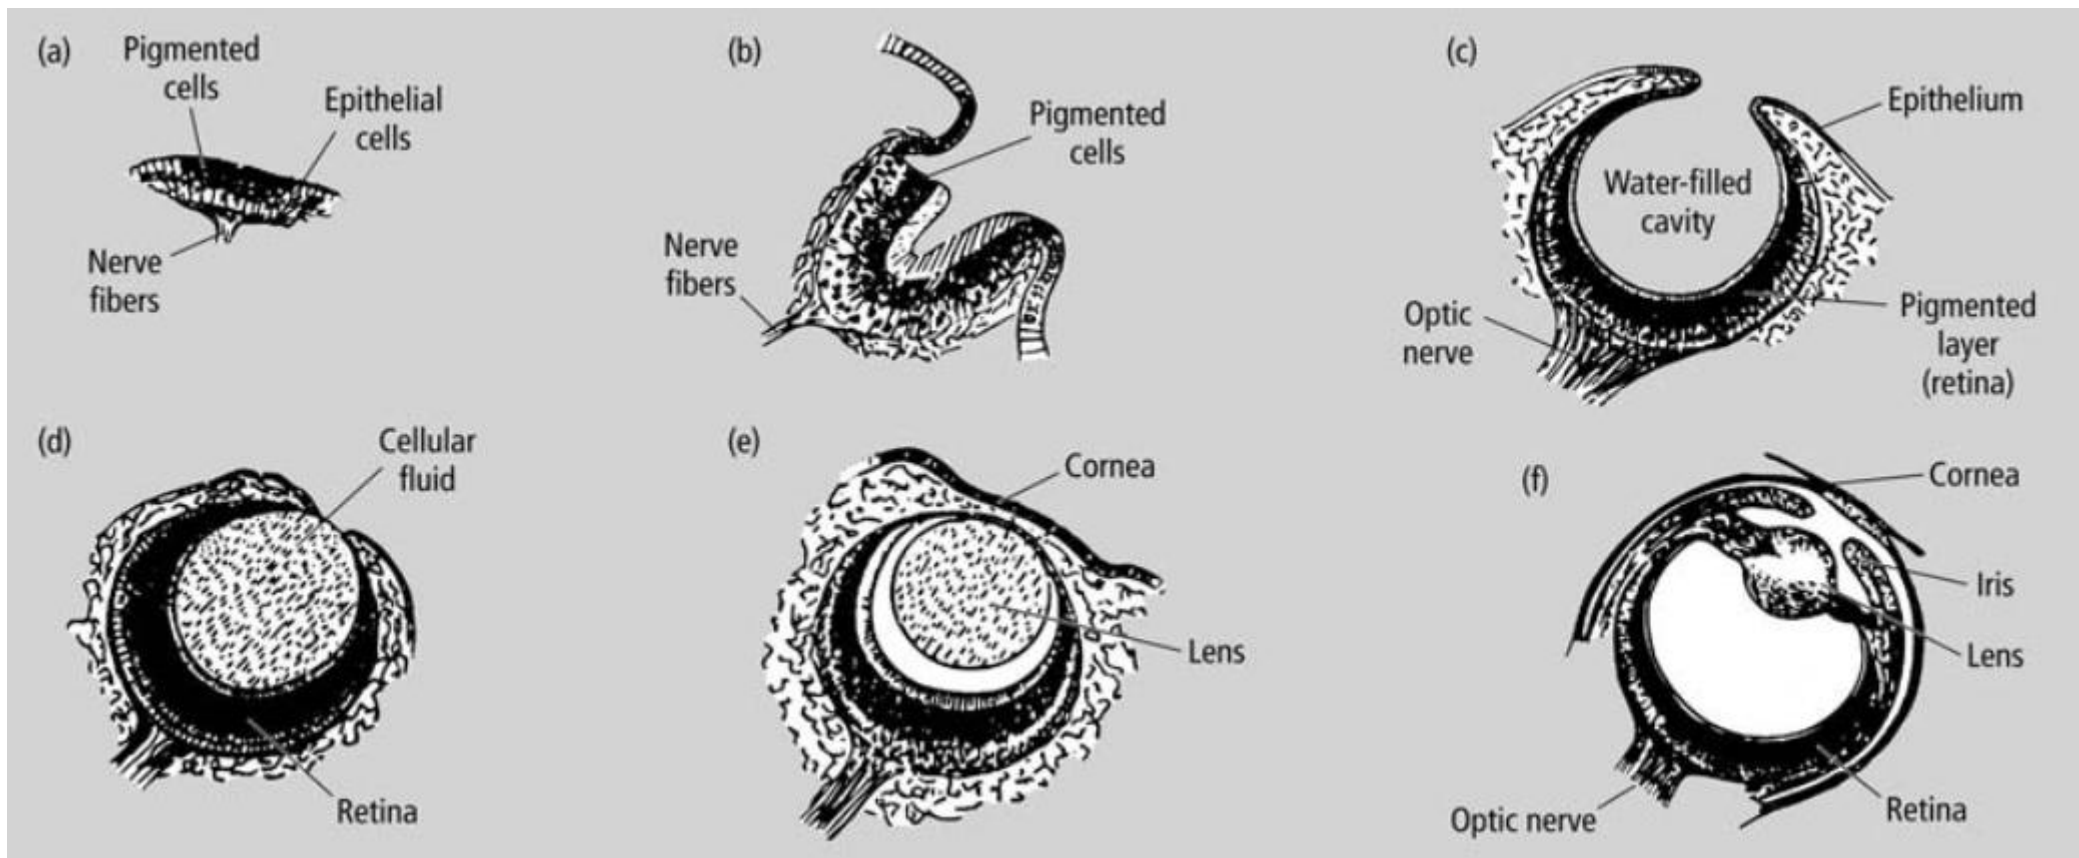 (a)
Pigmented
cells
Epithelial
cells
Nerve
fibers
(b)
Pigmented
cells
Nerve
fibers
(c)
Epithelium
Water-filled
cavity
Optic
nerve
Pigmented
layer
(retina)
(d)
Cellular
fluid
Retina
(e)
Cornea
Lens
(f)
Cornea
Iris
Lens
Retina
Optic nerve